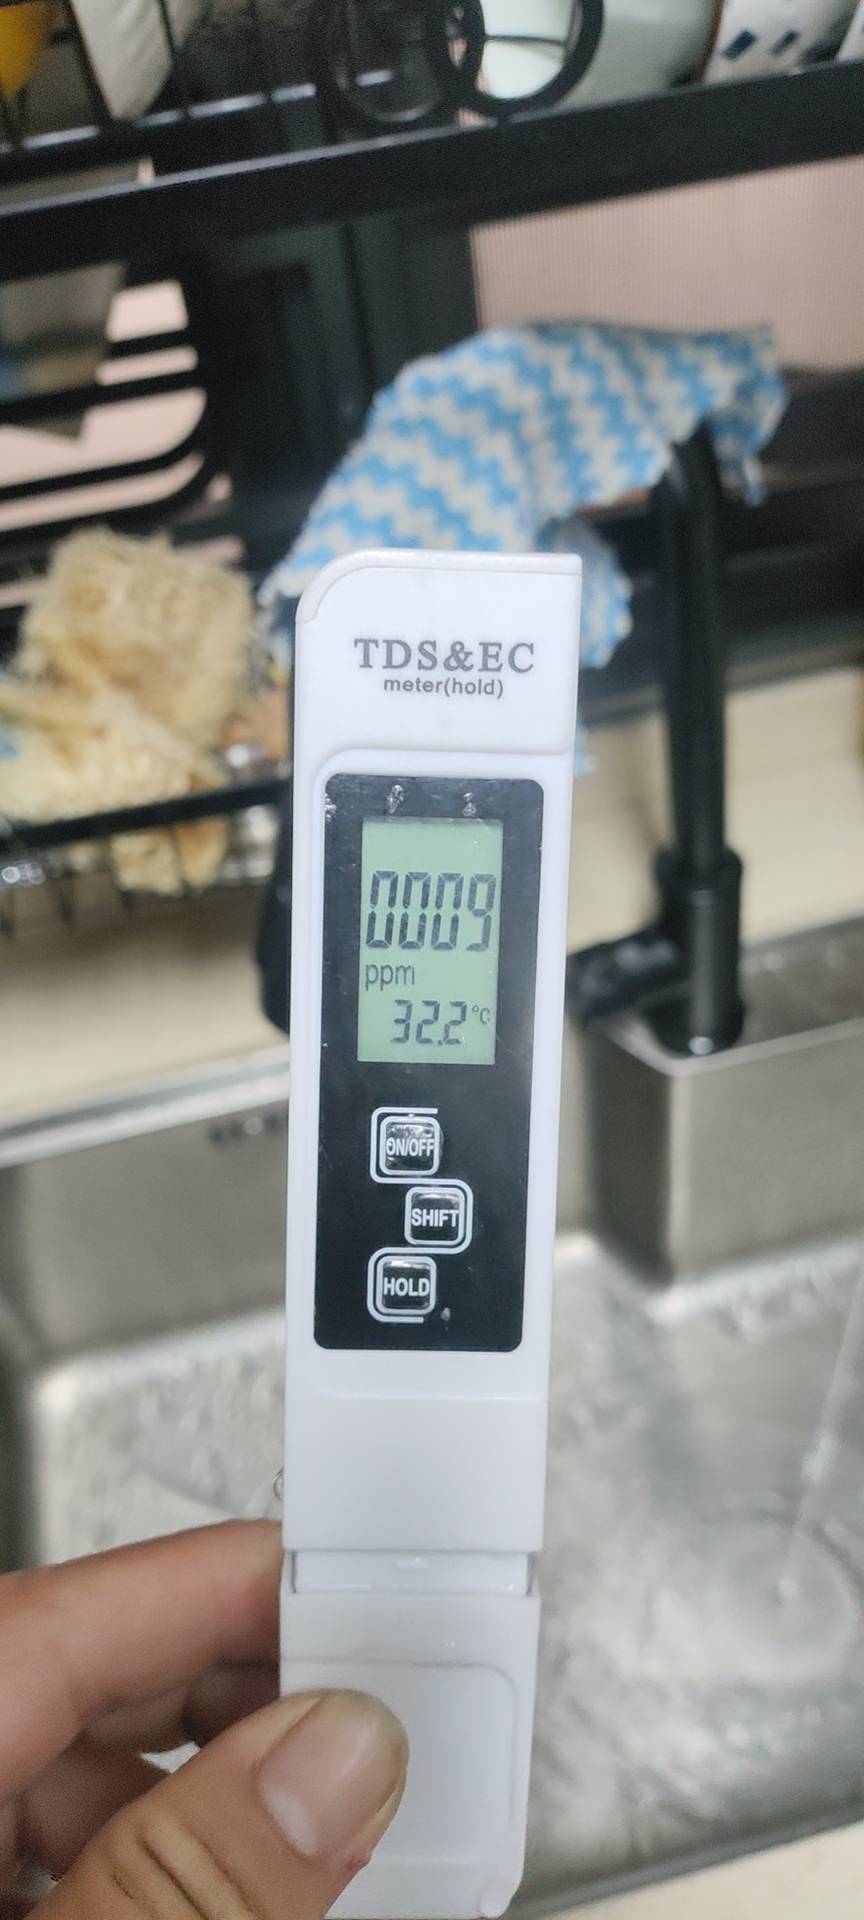 TDS&EC
meter(hold)
0009
ppm
32.2°C
ON/OFF
SHIFT
HOLD